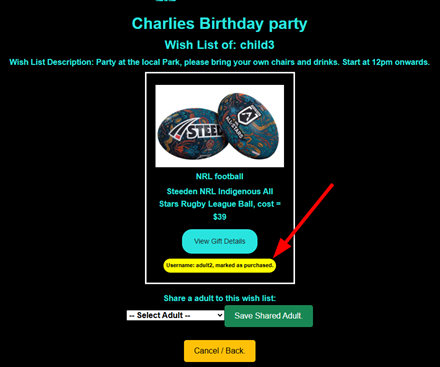 Charlies Birthday party
Wish List of: child3
Wish List Description: Party at the local Park, please bring your own chairs and drinks. Start at 12pm onwards.
STEED
ALL STARS
NRL football
Steeden NRL Indigenous All
Stars Rugby League Ball, cost =
$39
View Gift Details
Username: adult2, marked as purchased.
Share a adult to this wish list:
-- Select Adult --
Save Shared Adult.
Cancel / Back.